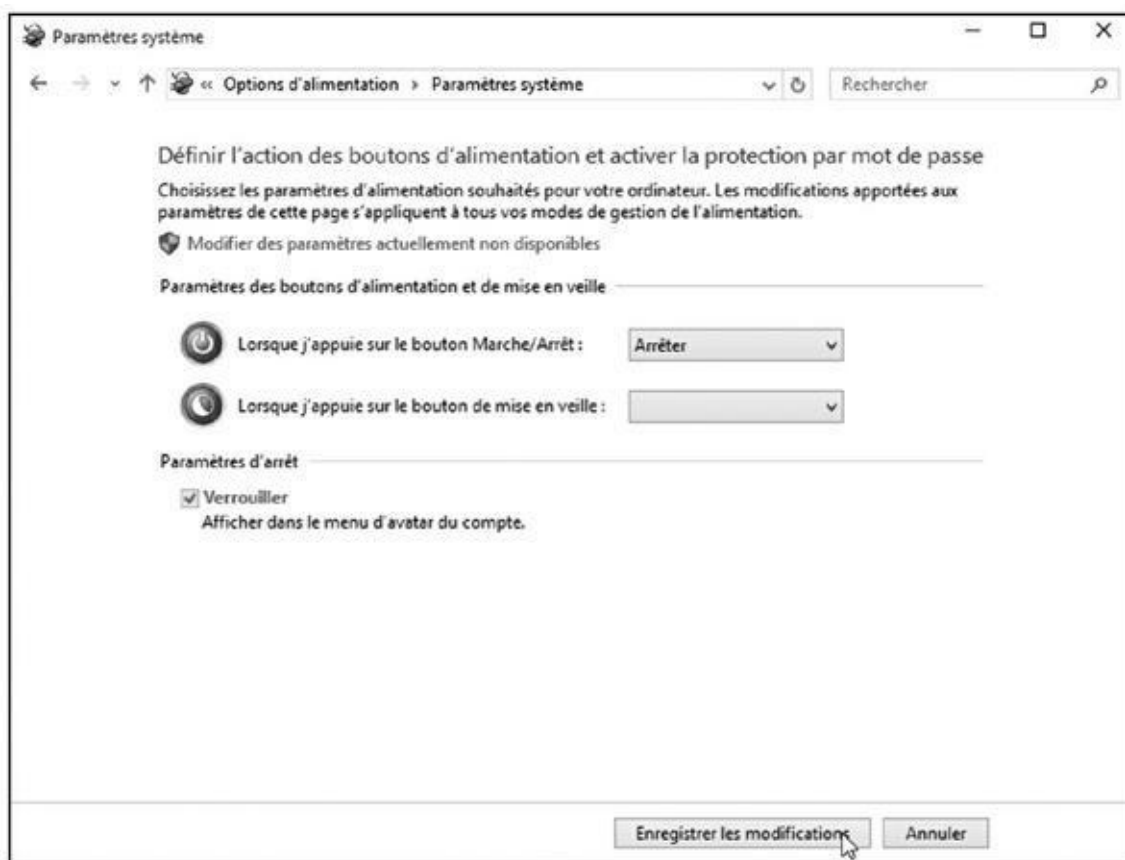 Paramètres système
« Options d'alimentation › Paramètres système
Rechercher
Définir l'action des boutons d'alimentation et activer la protection par mot de passe
Choisissez les paramètres d'alimentation souhaités pour votre ordinateur. Les modifications apportées aux
paramètres de cette page s'appliquent à tous vos modes de gestion de l'alimentation.
Modifier des paramètres actuellement non disponibles
Paramètres des boutons d'alimentation et de mise en veille
Lorsque j'appuie sur le bouton Marche/Arrêt : Arrêter
Lorsque j'appuie sur le bouton de mise en veille :
Paramètres d'arrêt
Verrouiller
Afficher dans le menu d'avatar du compte.
Enregistrer les modifications Annuler